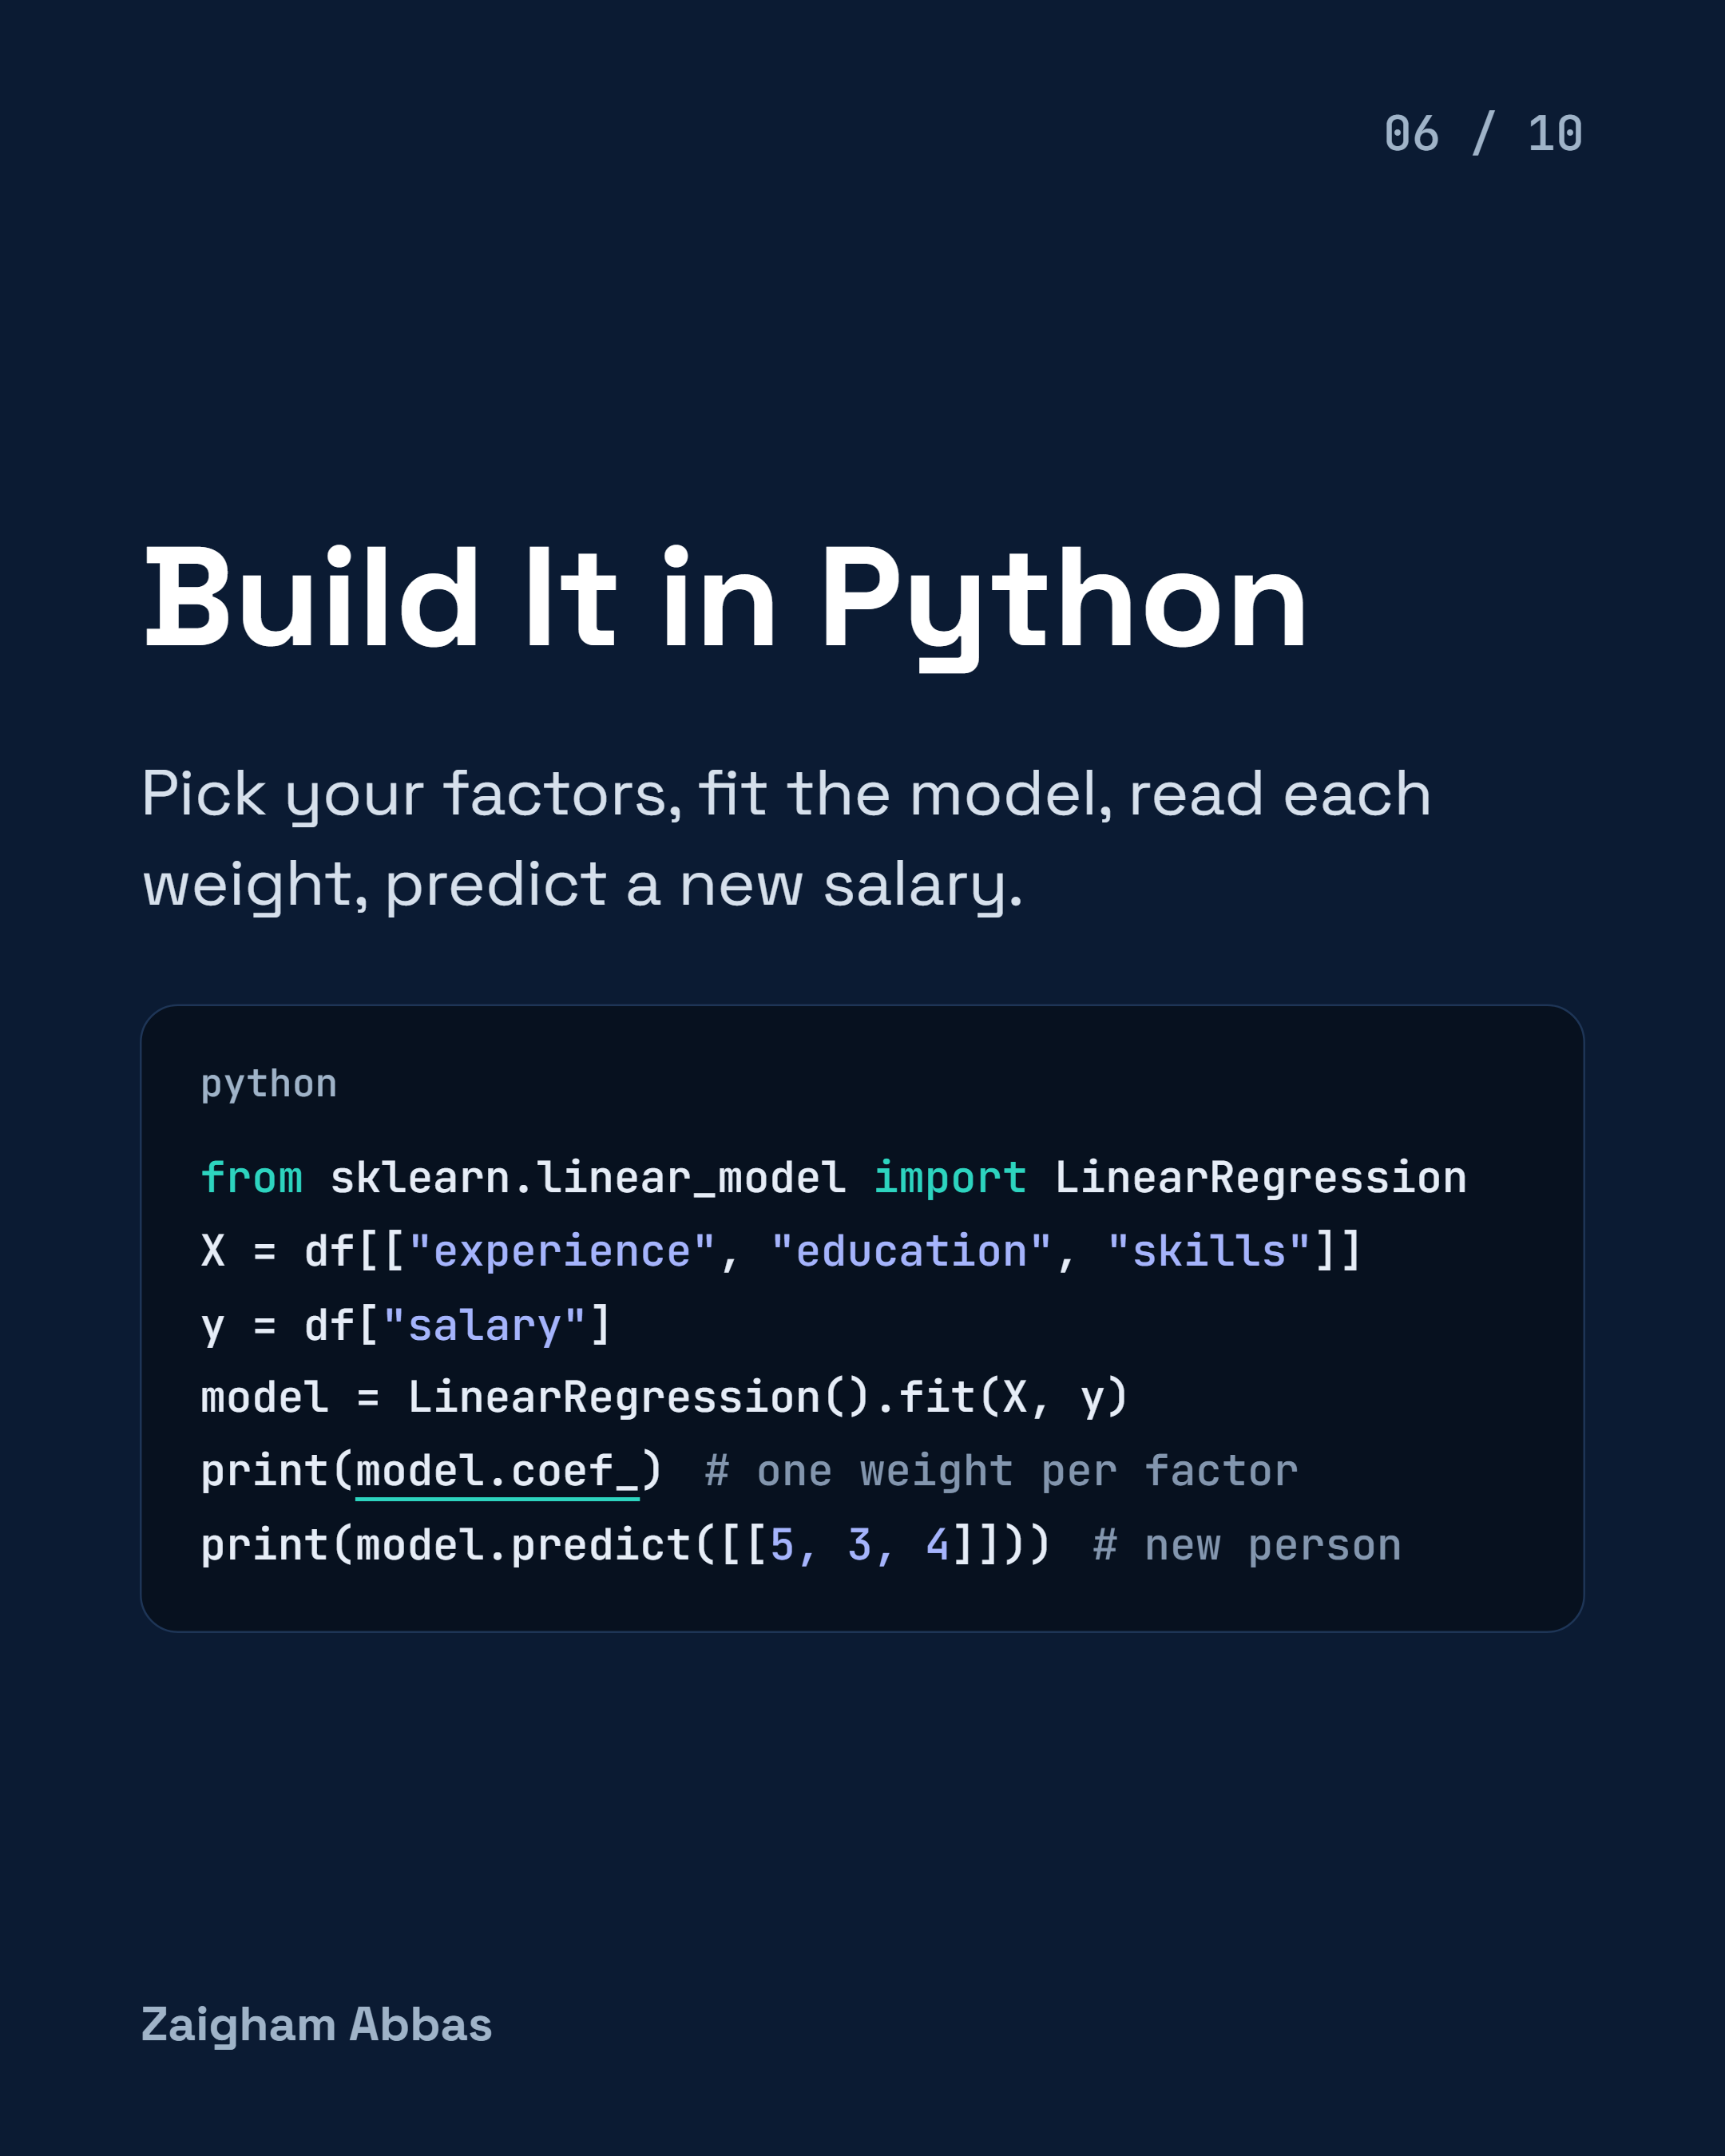 06 / 10
Build It in Python
Pick your factors, fit the model, read each
weight, predict a new salary.
python
from sklearn.linear_model import LinearRegression
X = df[["experience", "education", "skills"]]
y = df["salary"]
model = LinearRegression().fit(X, y)
print(model.coef_)  # one weight per factor
print(model.predict([[5, 3, 4]]))  # new person
Zaigham Abbas